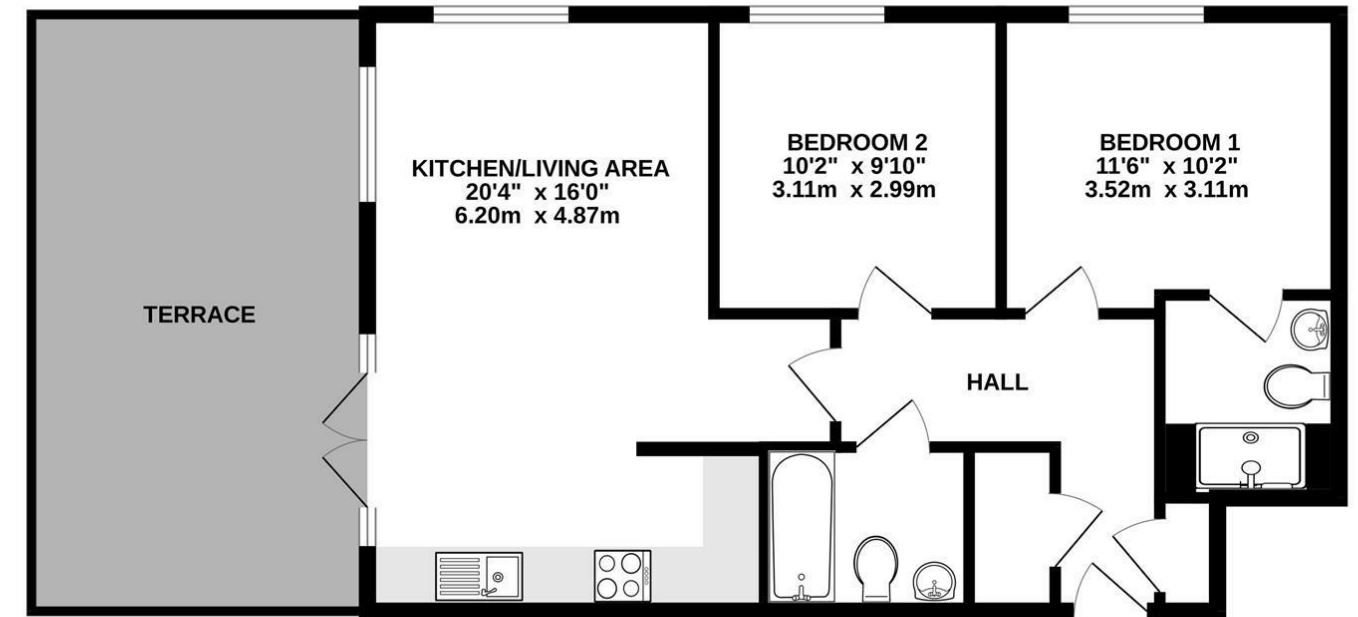 KITCHEN/LIVING AREA
20'4" x 16'0"
6.20m x 4.87m
BEDROOM 2
10'2" x 9'10"
3.11m x 2.99m
BEDROOM 1
11'6" x 10'2"
3.52m x 3.11m
TERRACE
HALL